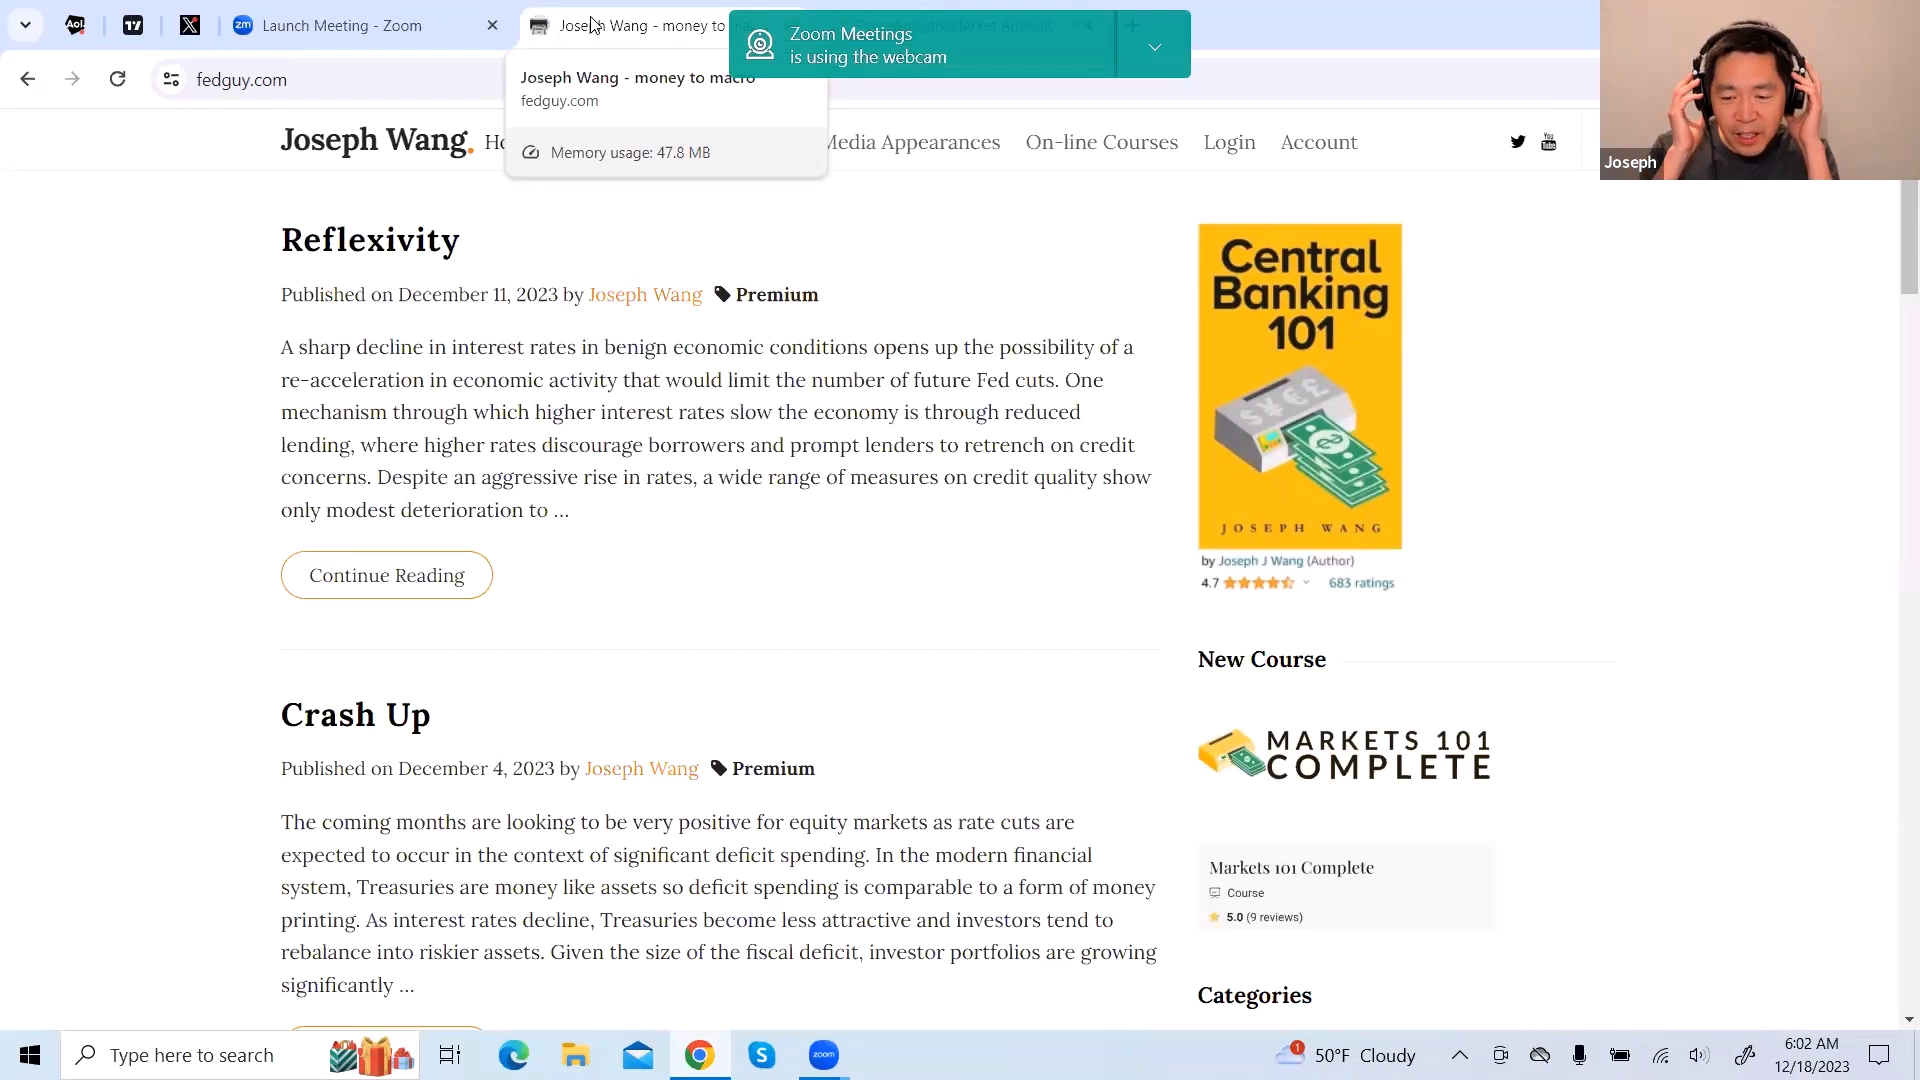 Aol.
zm
Launch Meeting - Zoom
Joseph Wang - money to
Zoom Meetings
is using the webcam
fedguy.com
Joseph Wang - money to macro
fedguy.com
Memory usage: 47.8 MB
Joseph Wang.
Media Appearances
On-line Courses
Login
Account
You
Tube
Joseph
Reflexivity
Published on December 11, 2023 by Joseph Wang Premium
A sharp decline in interest rates in benign economic conditions opens up the possibility of a
re-acceleration in economic activity that would limit the number of future Fed cuts. One
mechanism through which higher interest rates slow the economy is through reduced
lending, where higher rates discourage borrowers and prompt lenders to retrench on credit
concerns. Despite an aggressive rise in rates, a wide range of measures on credit quality show
only modest deterioration to …
Continue Reading
Crash Up
Published on December 4, 2023 by Joseph Wang Premium
The coming months are looking to be very positive for equity markets as rate cuts are
expected to occur in the context of significant deficit spending. In the modern financial
system, Treasuries are money like assets so deficit spending is comparable to a form of money
printing. As interest rates decline, Treasuries become less attractive and investors tend to
rebalance into riskier assets. Given the size of the fiscal deficit, investor portfolios are growing
significantly …
Central
Banking
101
$¥€£
JOSEPH WANG
by Joseph J Wang (Author)
4.7 683 ratings
New Course
MARKETS 101
COMPLETE
Markets 101 Complete
Course
5.0 (9 reviews)
Categories
Type here to search
S
zoom
1
50°F Cloudy
6:02 AM
12/18/2023